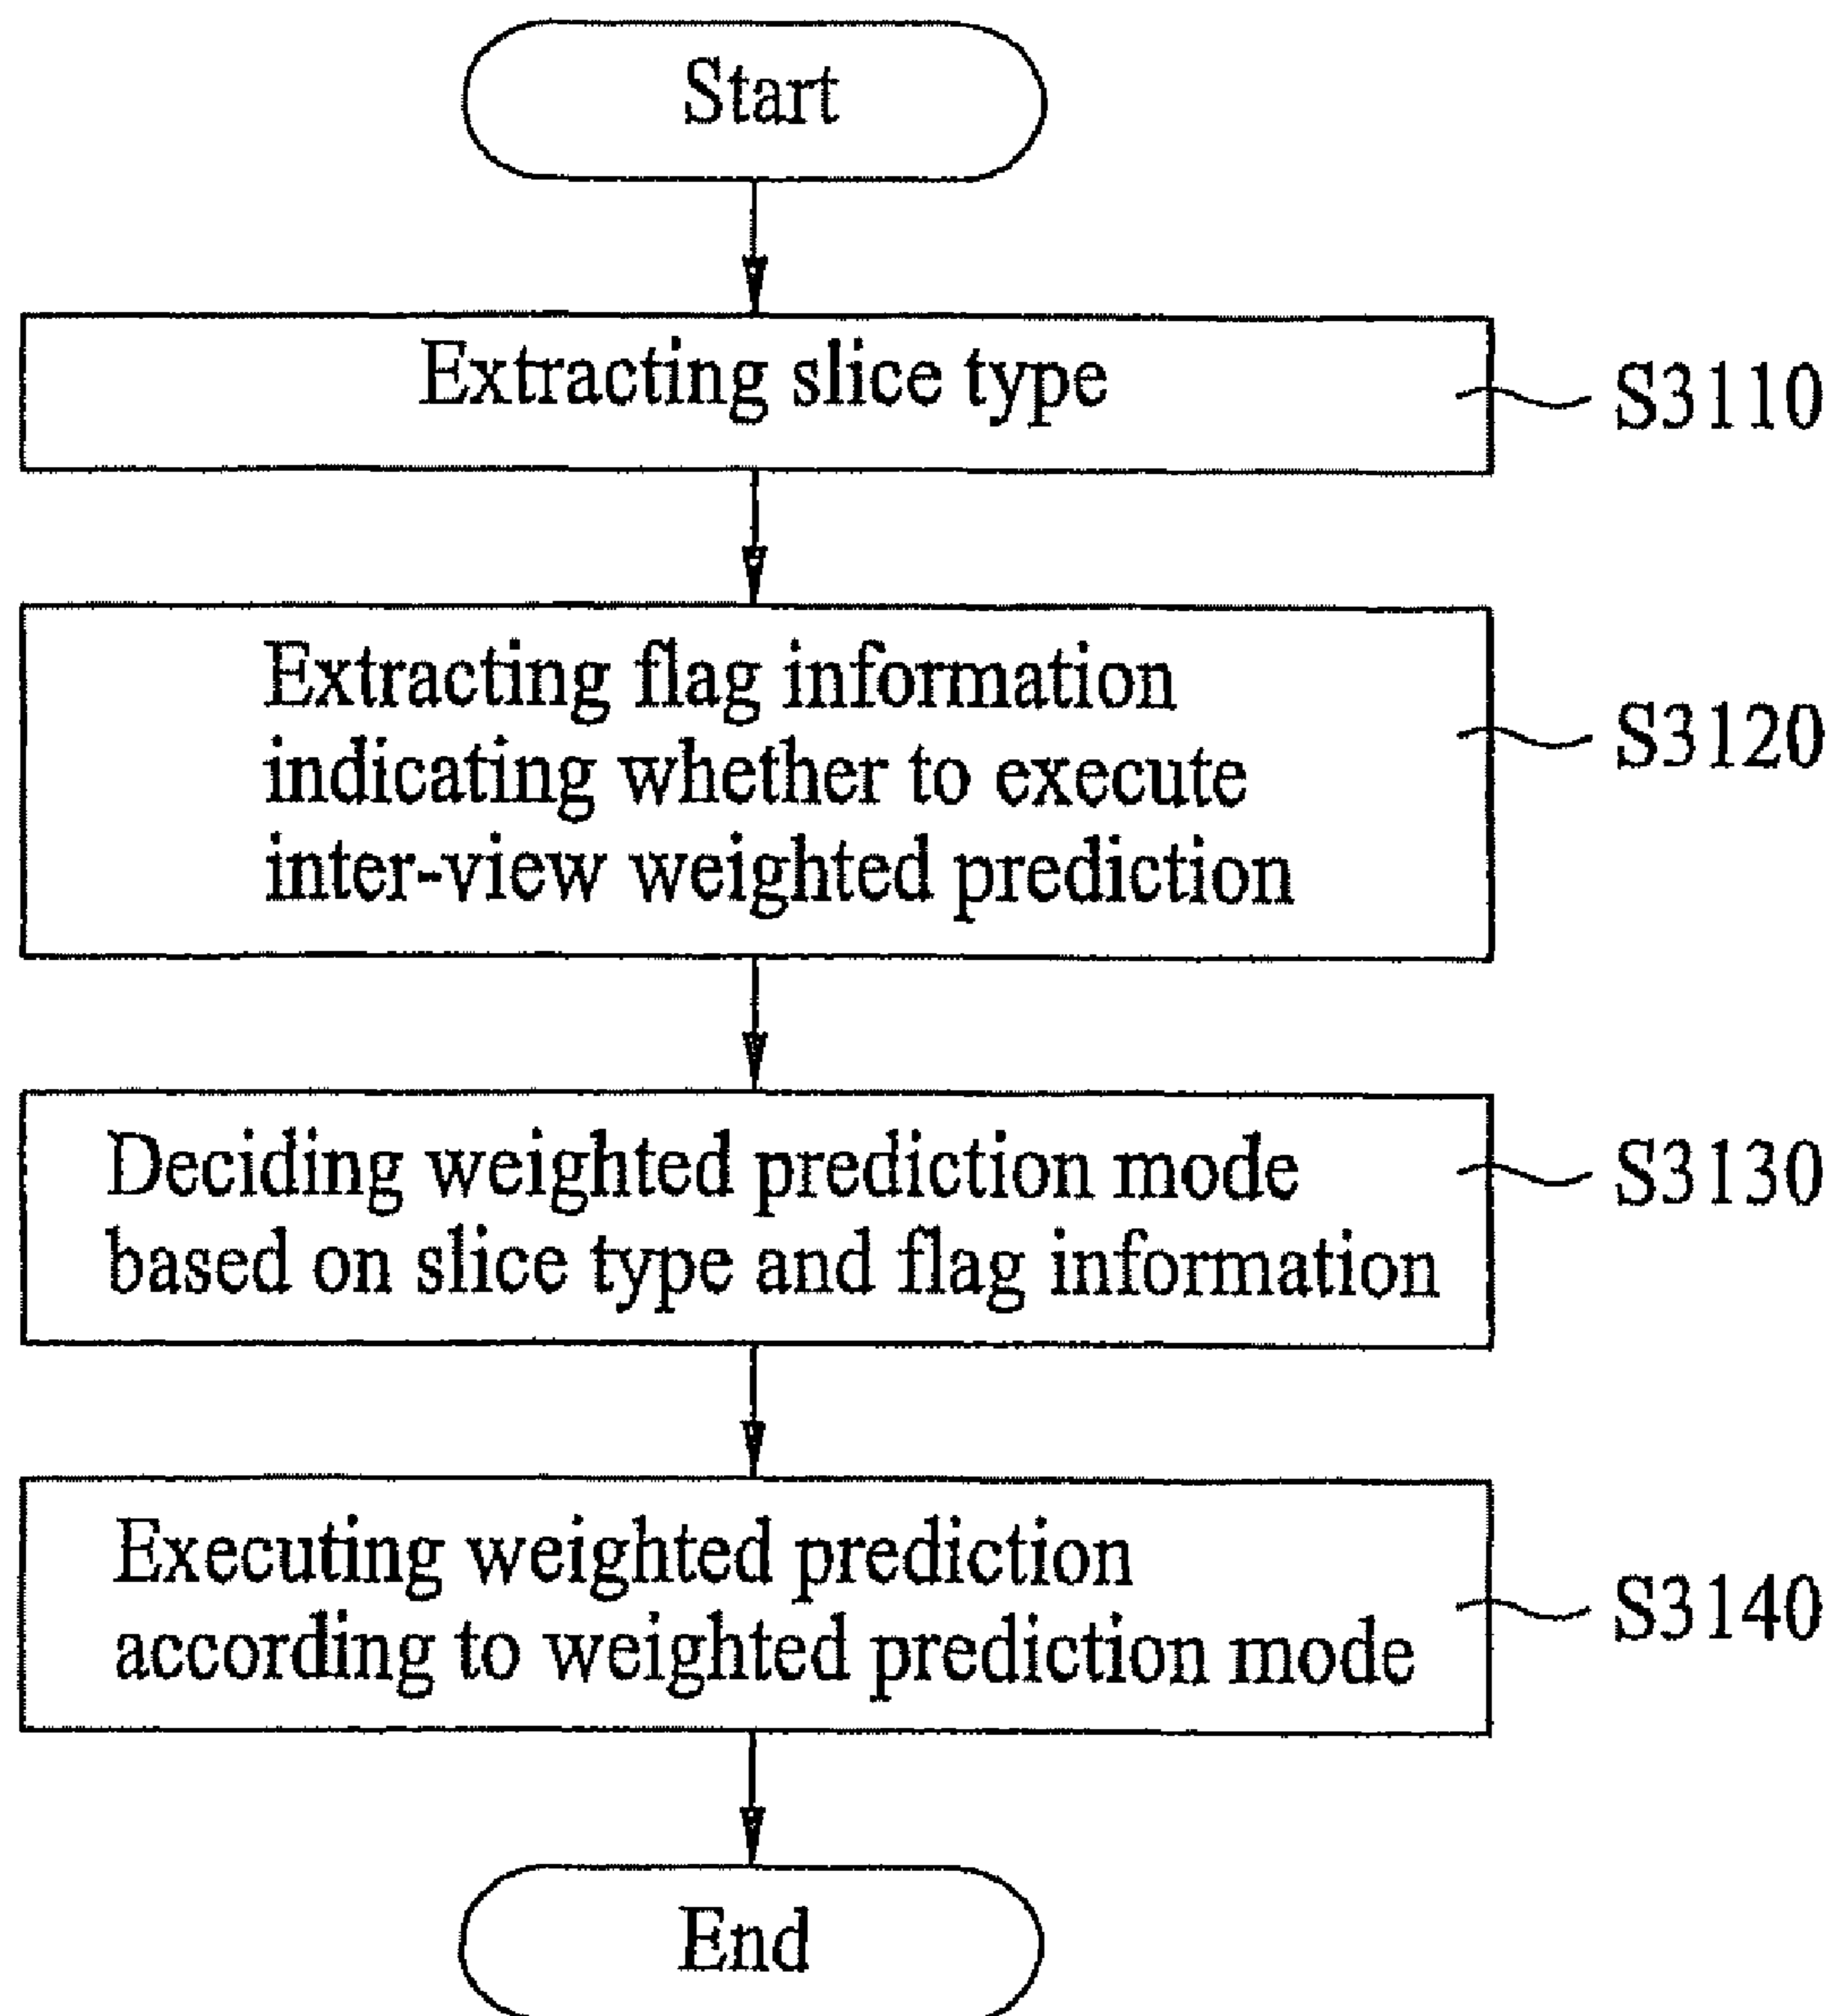 Start
Extracting slice type
S3110
Extracting flag information
indicating whether to execute
inter-view weighted prediction
S3120
Deciding weighted prediction mode
based on slice type and flag information
S3130
Executing weighted prediction
according to weighted prediction mode
S3140
End